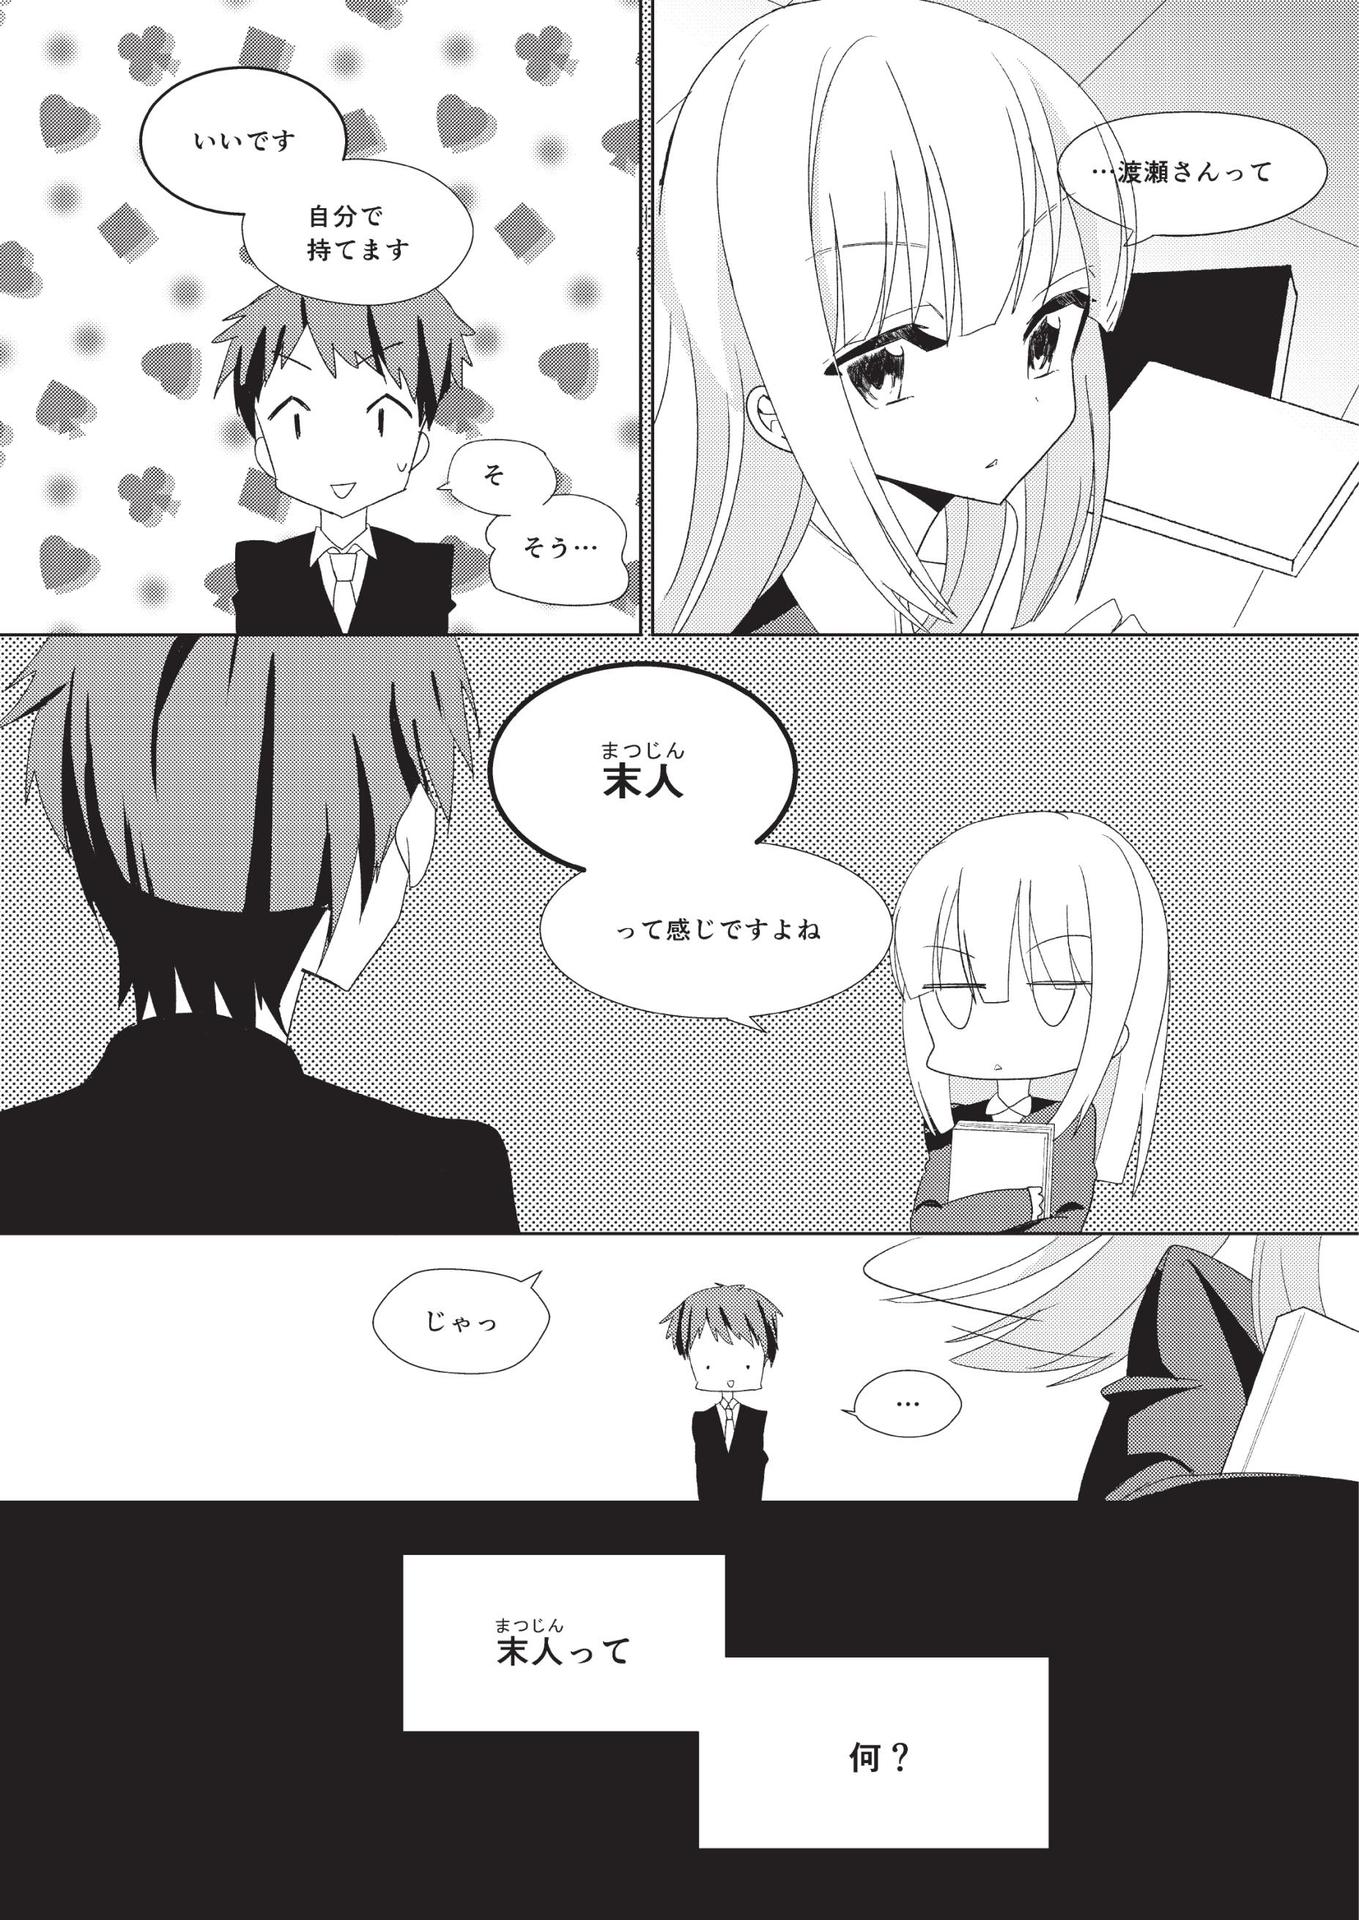 いいです
自分で
持てます
そ
そう…
…渡瀬さんって
まつじん
末人
って感じですよね
じゃっ
…
まつじん
末人って
何？